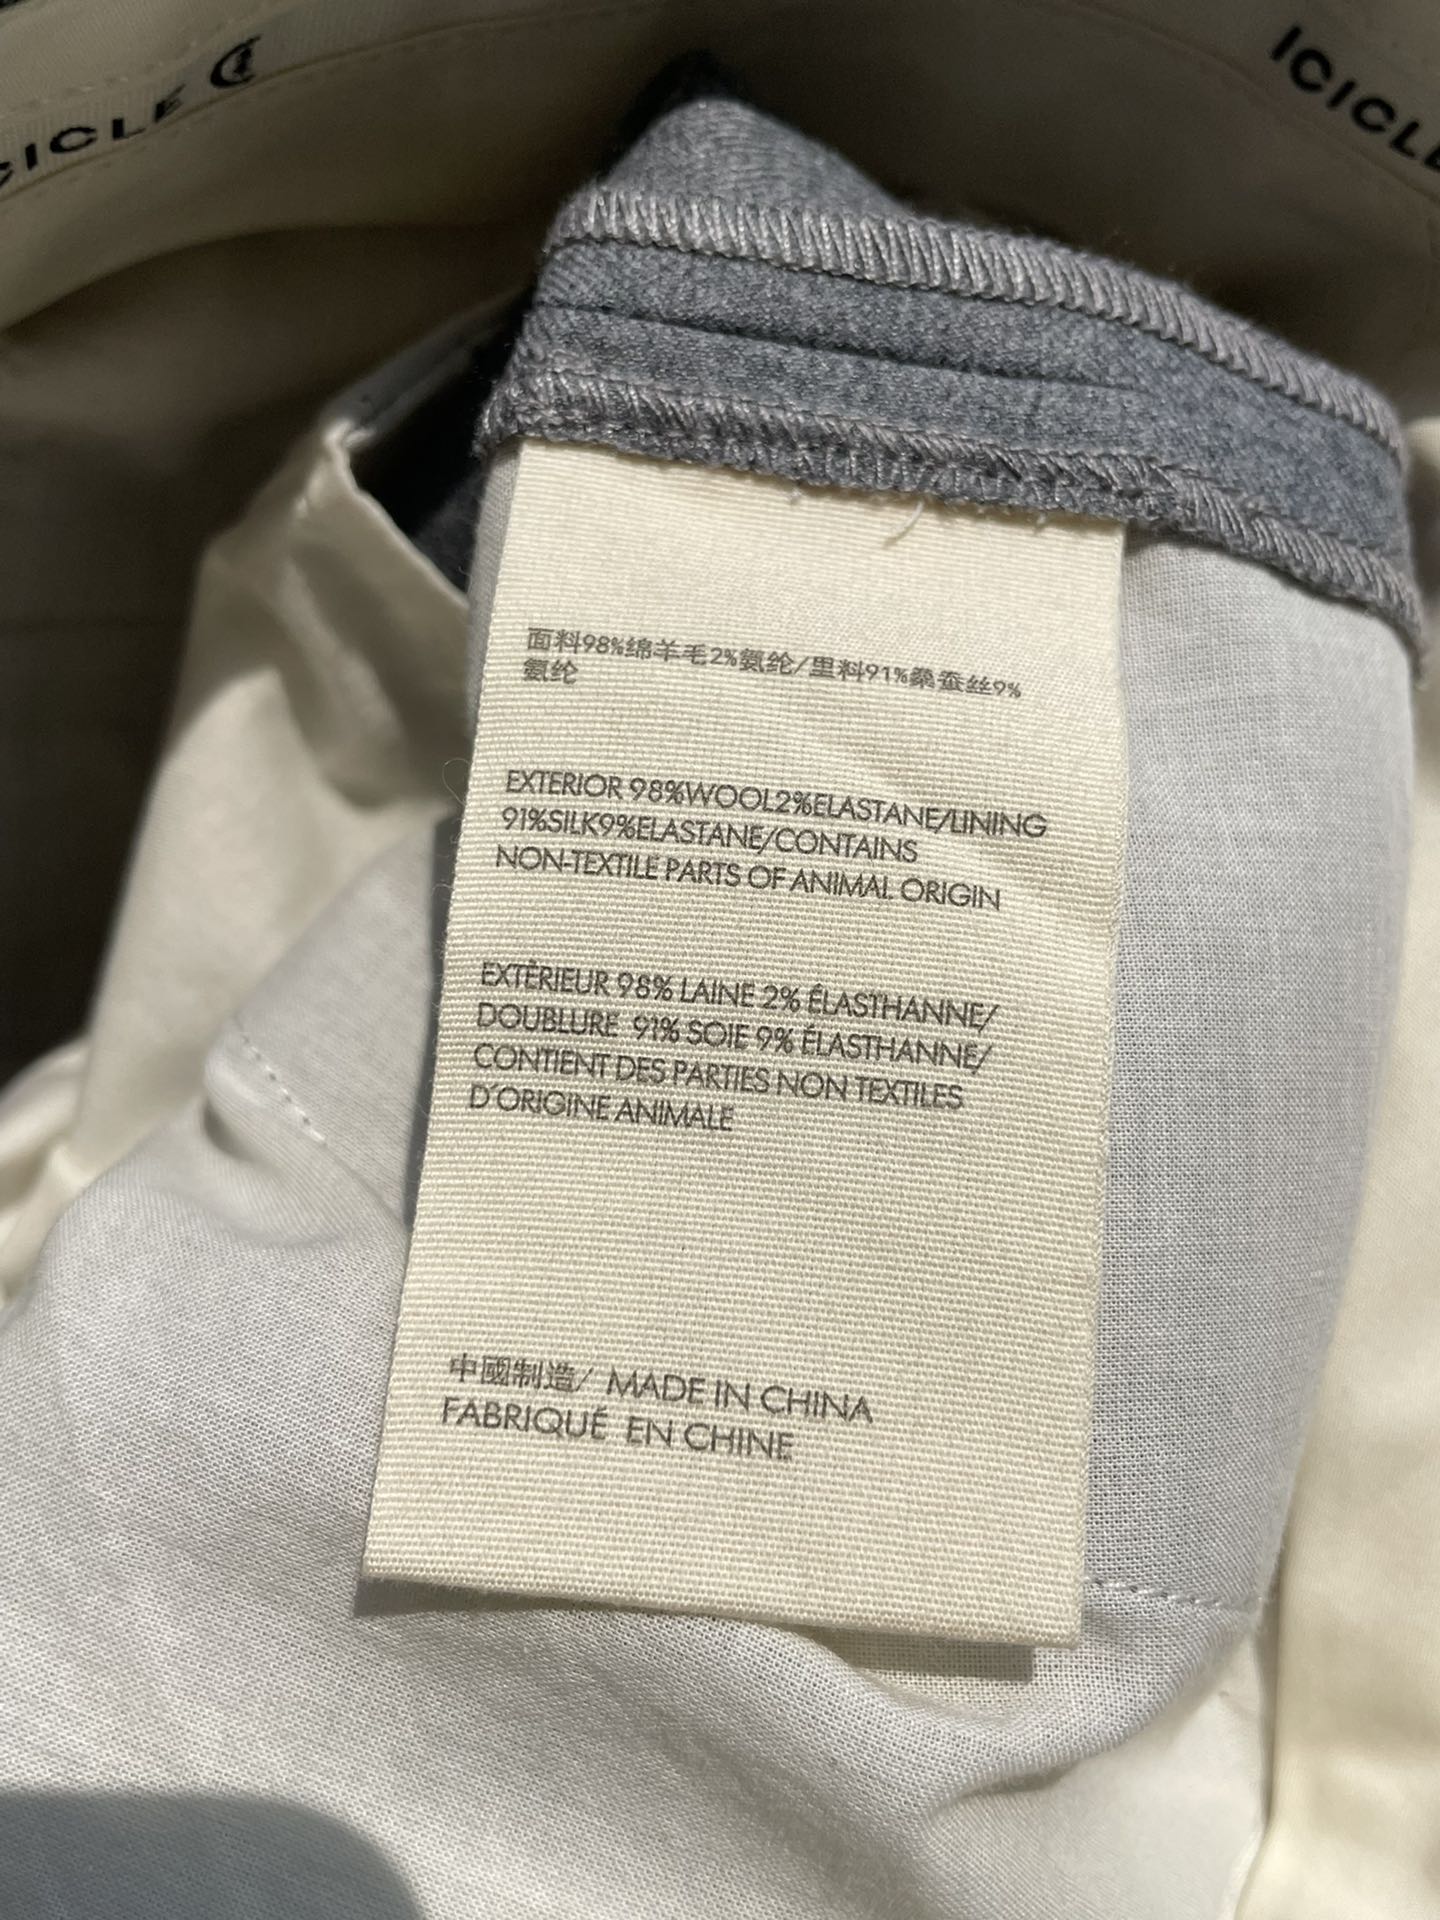 ICICLE
ICICLE
面料98%绵羊毛2%氨纶/里料91%桑蚕丝9%
氨纶
EXTERIOR 98%WOOL2%ELASTANE/LINING
91%SILK9%ELASTANE/CONTAINS
NON-TEXTILE PARTS OF ANIMAL ORIGIN
EXTÉRIEUR 98% LAINE 2% ÉLASTHANNE/
DOUBLURE 91% SOIE 9% ÉLASTHANNE/
CONTIENT DES PARTIES NON TEXTILES
D'ORIGINE ANIMALE
中國制造/ MADE IN CHINA
FABRIQUÉ EN CHINE